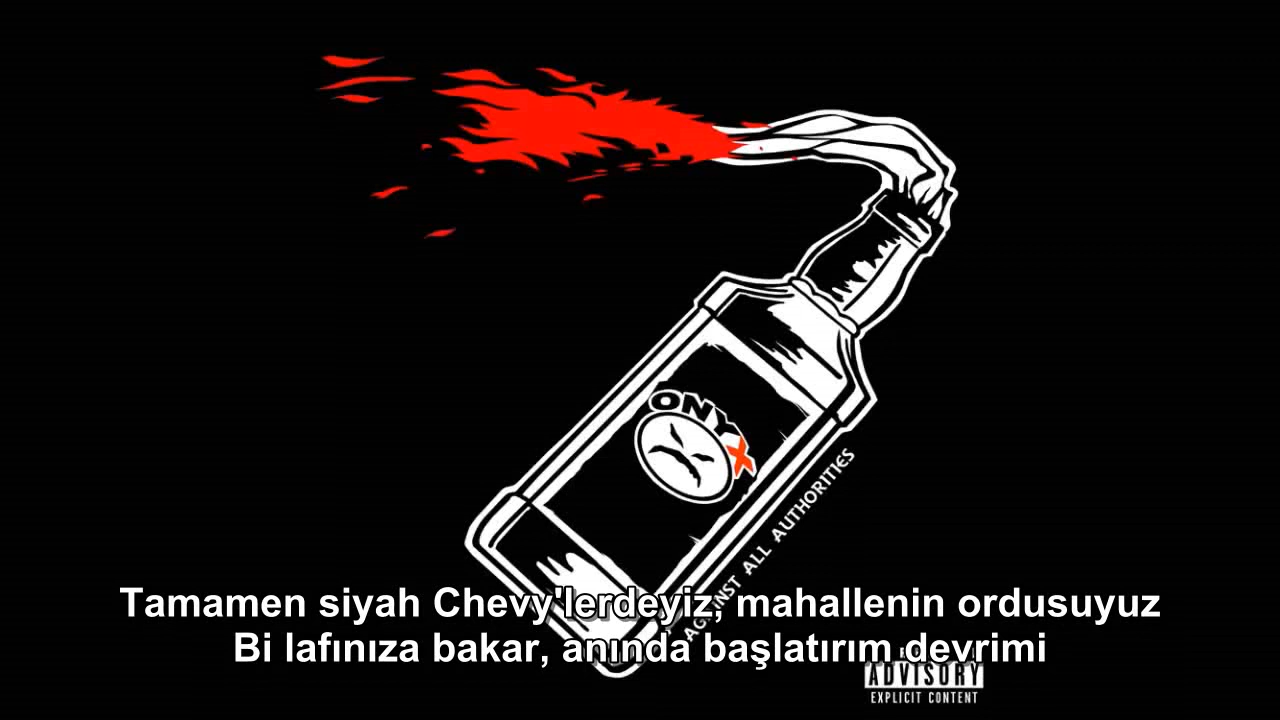 ONYX
AGAINST ALL AUTHORITIES
Tamamen siyah Chevy'lerdeyiz, mahallenin ordusuyuz
Bi lafınıza bakar, anında başlatırım devrimi
ADVISORY
EXPLICIT CONTENT